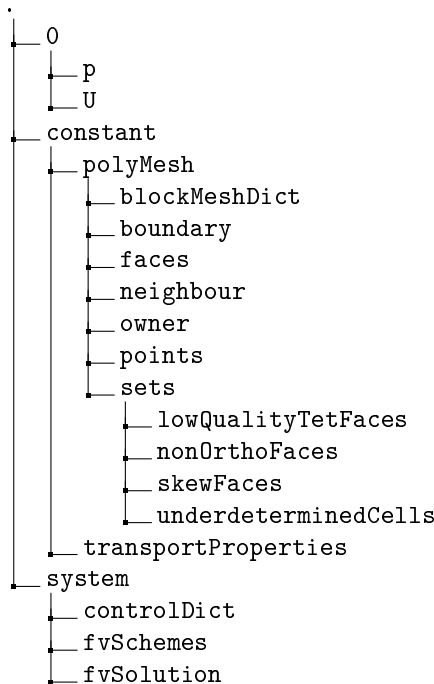 .
0
p
U
constant
polyMesh
blockMeshDict
boundary
faces
neighbour
owner
points
sets
lowQualityTetFaces
nonOrthoFaces
skewFaces
underdeterminedCells
transportProperties
system
controlDict
fvSchemes
fvSolution